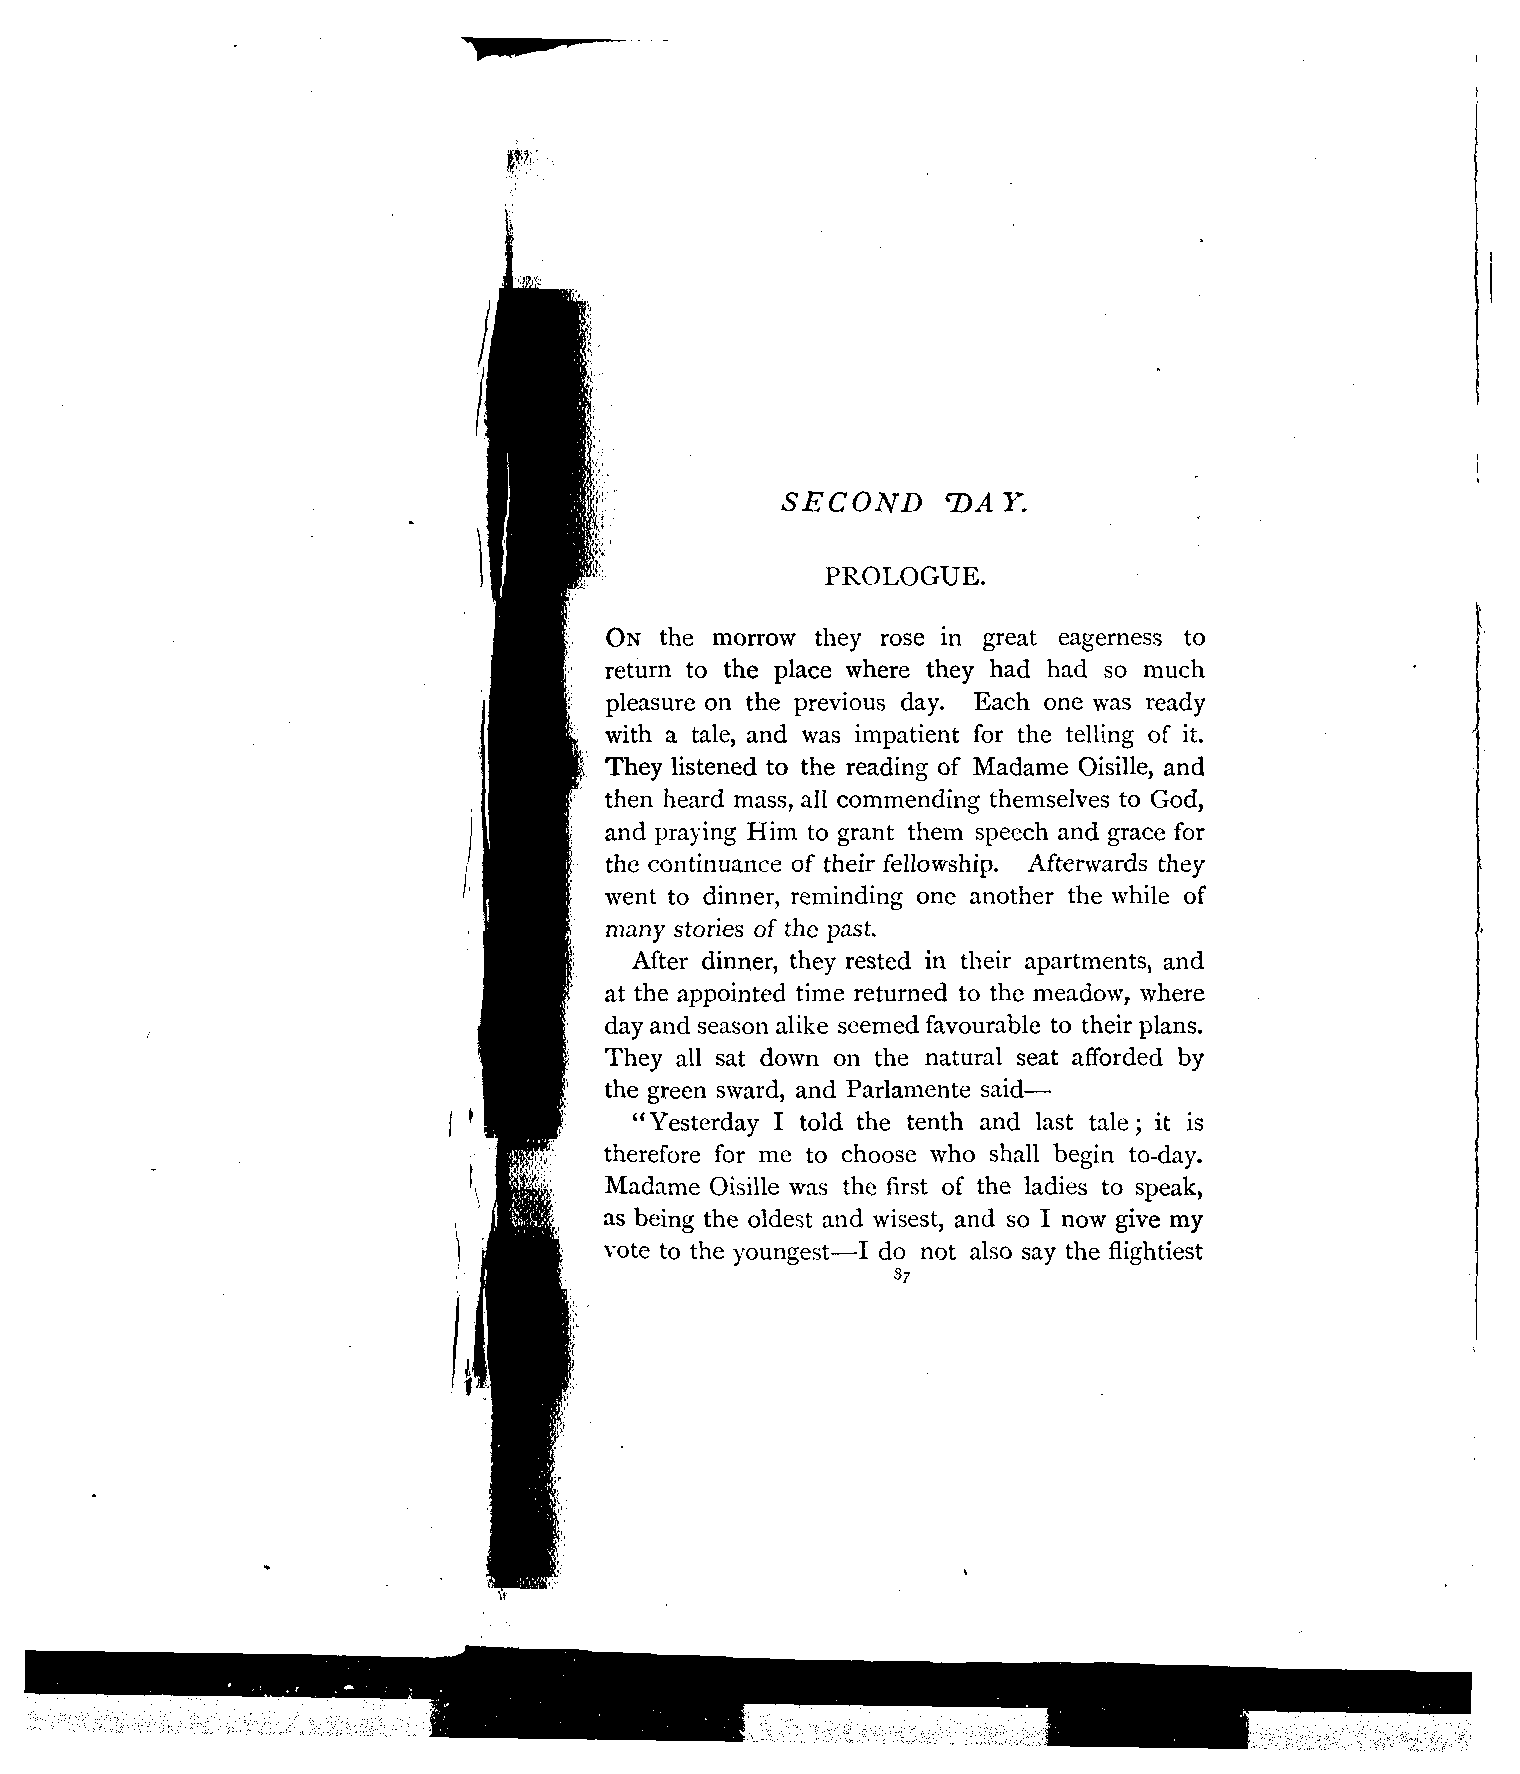 SECOND DAY.
PROLOGUE.
ON the morrow they rose in great eagerness to
return to the place where they had had so much
pleasure on the previous day. Each one was ready
with a tale, and was impatient for the telling of it.
They listened to the reading of Madame Oisille, and
then heard mass, all commending themselves to God,
and praying Him to grant them speech and grace for
the continuance of their fellowship. Afterwards they
went to dinner, reminding one another the while of
many stories of the past.
After dinner, they rested in their apartments, and
at the appointed time returned to the meadow, where
day and season alike seemed favourable to their plans.
They all sat down on the natural seat afforded by
the green sward, and Parlamente said—
"Yesterday I told the tenth and last tale; it is
therefore for me to choose who shall begin to-day.
Madame Oisille was the first of the ladies to speak,
as being the oldest and wisest, and so I now give my
vote to the youngest—I do not also say the flightiest
87